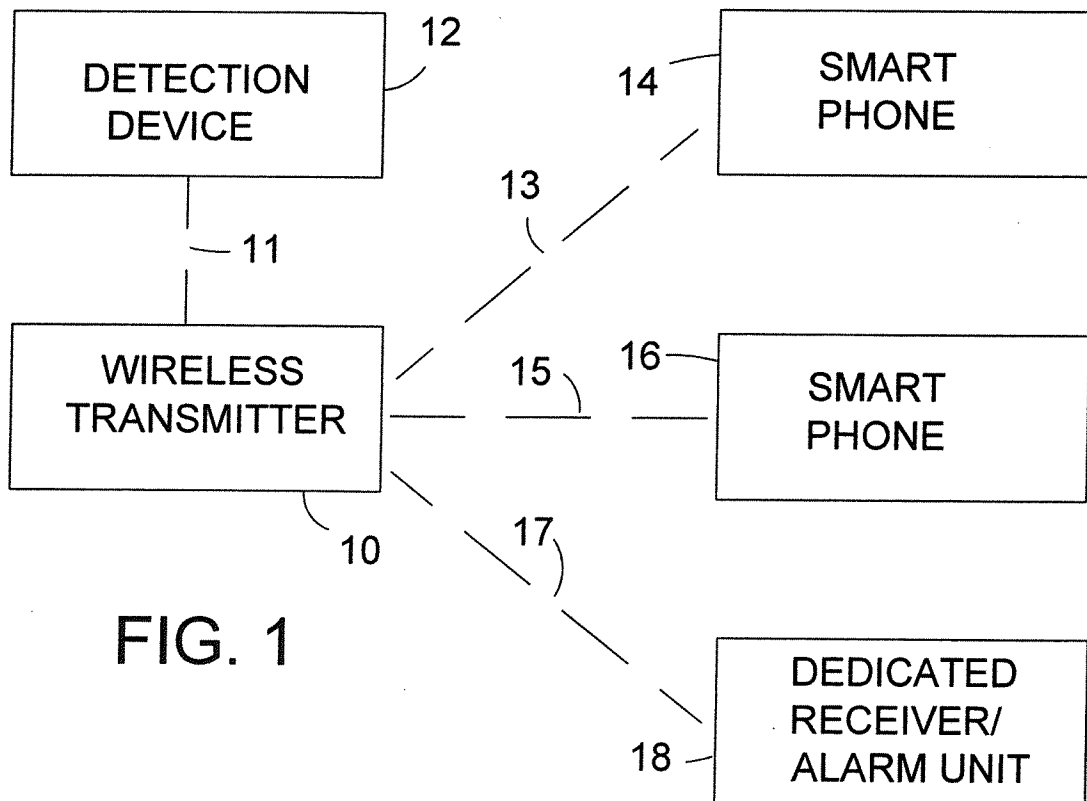 12
DETECTION
DEVICE
14
SMART
PHONE
13
11
WIRELESS
TRANSMITTER
15
16
SMART
PHONE
10
17
FIG. 1
DEDICATED
RECEIVER/
ALARM UNIT
18